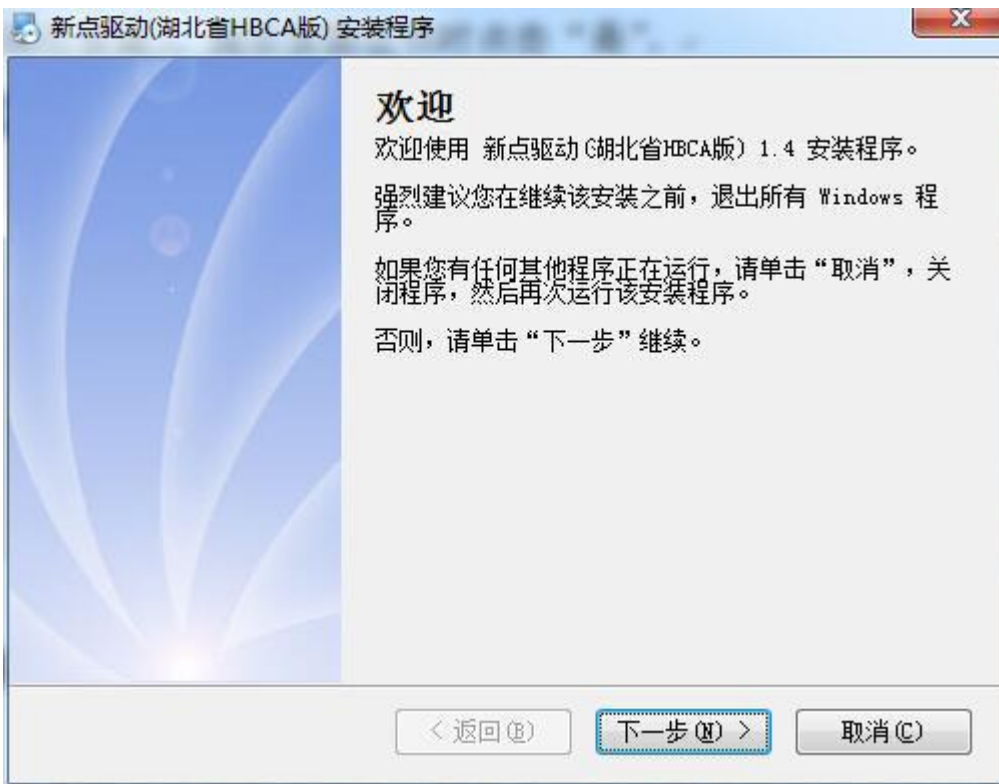 新点驱动(湖北省HBCA版) 安装程序
欢迎
欢迎使用 新点驱动(湖北省HBCA版) 1.4 安装程序。
强烈建议您在继续该安装之前，退出所有 Windows 程
序。
如果您有任何其他程序正在运行，请单击“取消”，关
闭程序，然后再次运行该安装程序。
否则，请单击“下一步”继续。
< 返回(B)
下一步(N) >
取消(C)